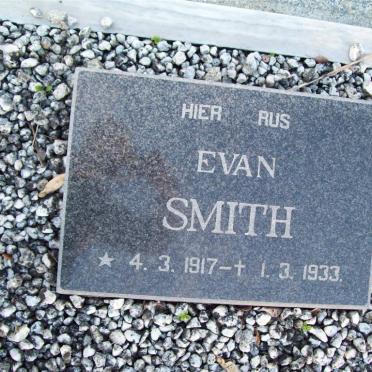 HIER RUS
EVAN
SMITH
★ 4. 3. 1917 - ✝ 1. 3. 1933.